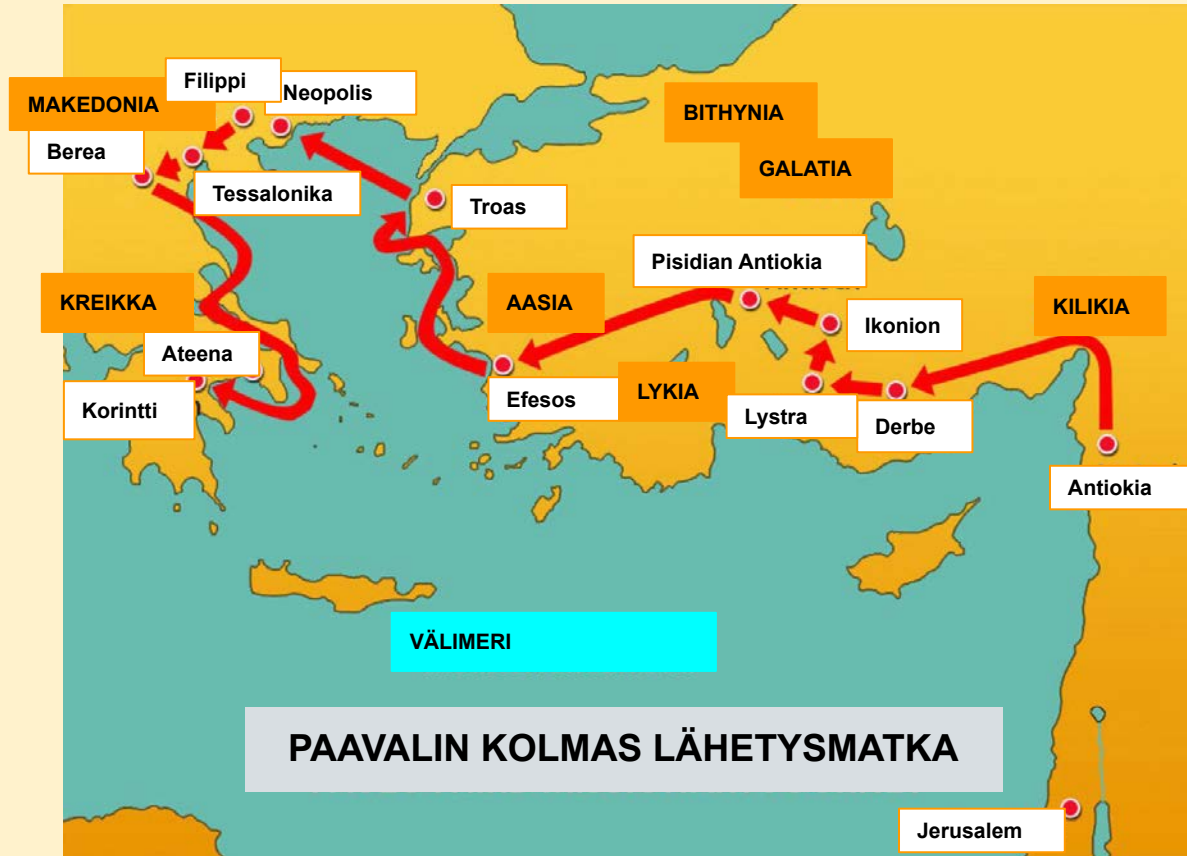 Filippi
Neopolis
MAKEDONIA
BITHYNIA
Berea
GALATIA
Tessalonika
Troas
Pisidian Antiokia
KREIKKA
AASIA
KILIKIA
Ikonion
Ateena
Efesos
LYKIA
Korintti
Lystra
Derbe
Antiokia
VÄLIMERI
PAAVALIN KOLMAS LÄHETYSMATKA
Jerusalem